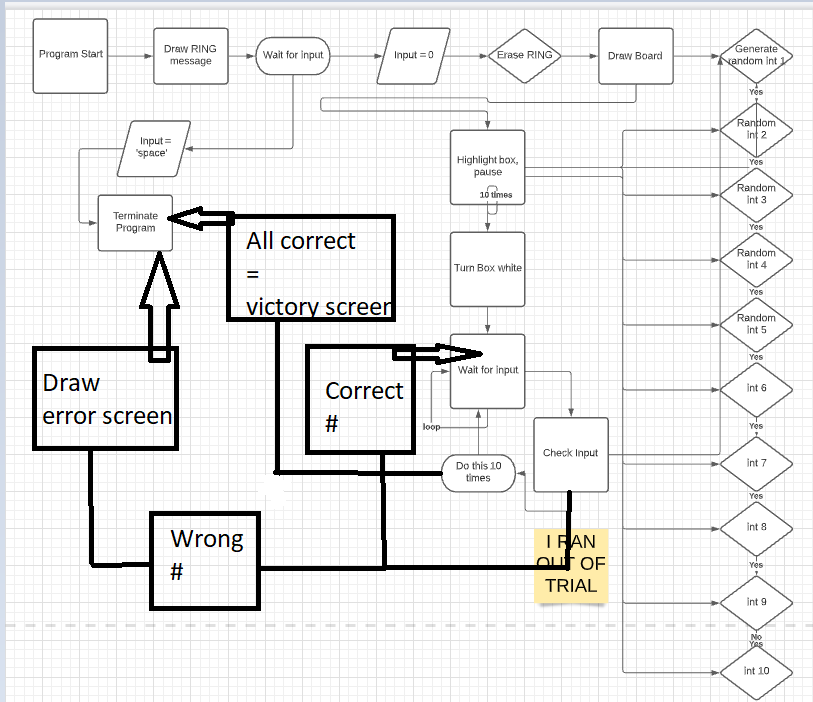 Program Start
Draw RING
message
Wait for input
Input = 0
Erase RING
Draw Board
Generate
random int 1
Yes
Input =
'space'
Random
int 2
Yes
Highlight box,
pause
10 times
Random
int 3
Yes
Terminate
Program
All correct
=
victory screen
Turn Box white
Random
int 4
Yes
Random
int 5
Yes
Draw
error screen
Correct
#
Wait for input
loop
int 6
Yes
Do this 10
times
Check Input
int 7
Yes
Wrong
#
I RAN
OUT OF
TRIAL
int 8
Yes
int 9
No
Yes
int 10